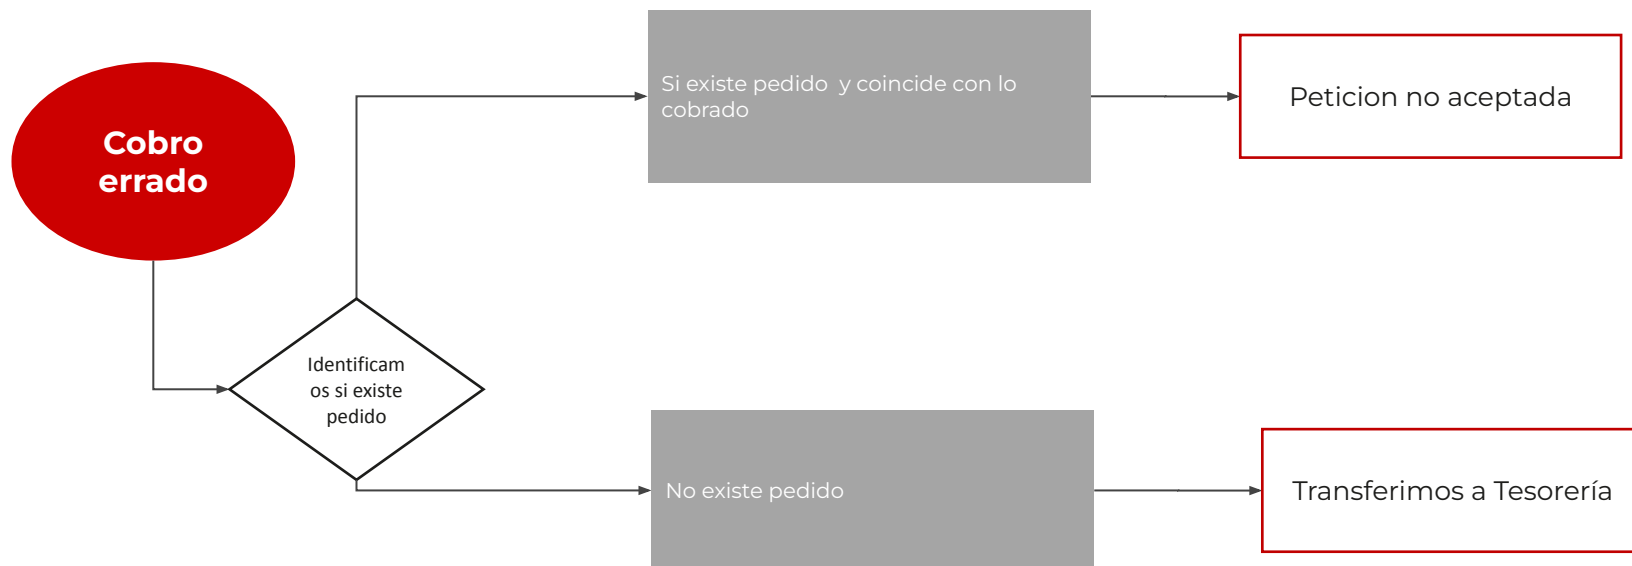 Cobro
errado
Si existe pedido  y coincide con lo
cobrado
Peticion no aceptada
Identificam
os si existe
pedido
No existe pedido
Transferimos a Tesorería